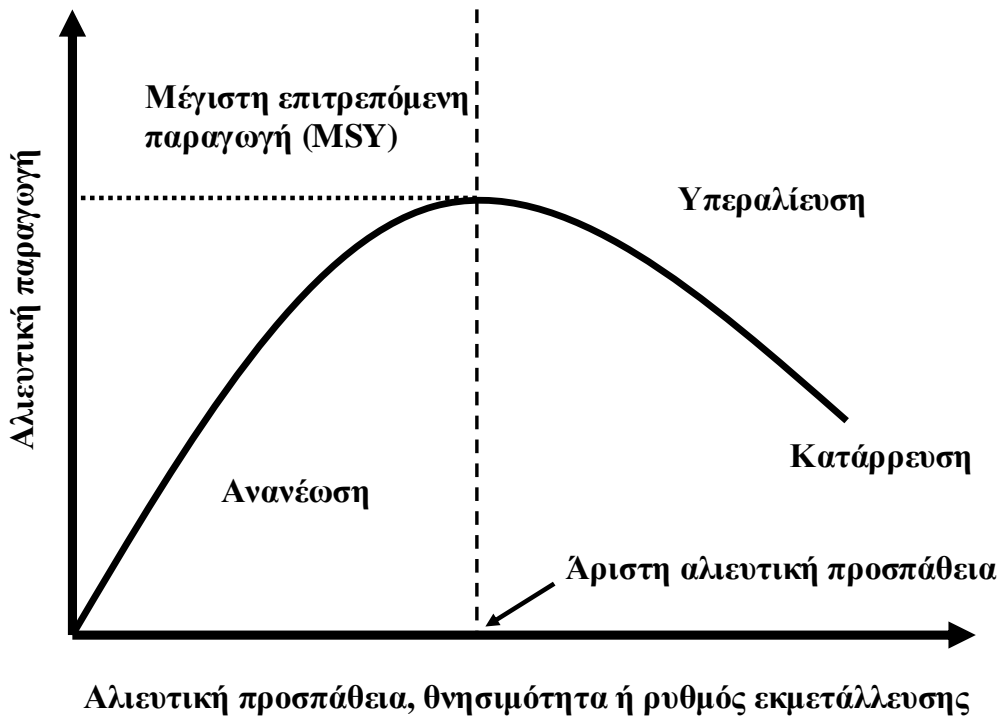 Μέγιστη επιτρεπόμενη
παραγωγή (MSY)
Υπεραλίευση
Αλιευτική παραγωγή
Κατάρρευση
Ανανέωση
Άριστη αλιευτική προσπάθεια
Αλιευτική προσπάθεια, θνησιμότητα ή ρυθμός εκμετάλλευσης